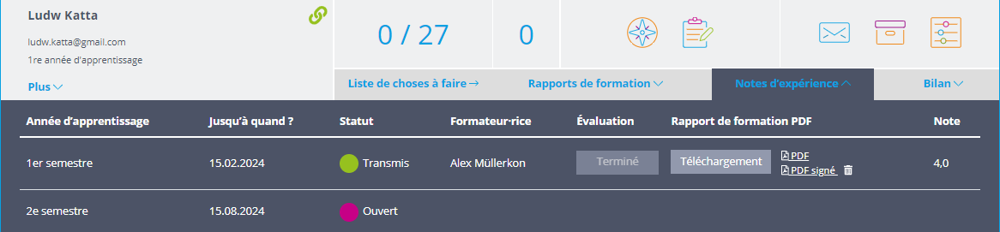 Ludw Katta
ludw.katta@gmail.com
1re année d'apprentissage
Plus
0 / 27
0
Liste de choses à faire→
Rapports de formation
Notes d'expérience
Bilan
Année d'apprentissage Jusqu'à quand ? Statut Formateur·rice Évaluation Rapport de formation PDF Note
1er semestre 15.02.2024 Transmis Alex Müllerkon Terminé Téléchargement PDF 4,0
PDF signé
2e semestre 15.08.2024 Ouvert